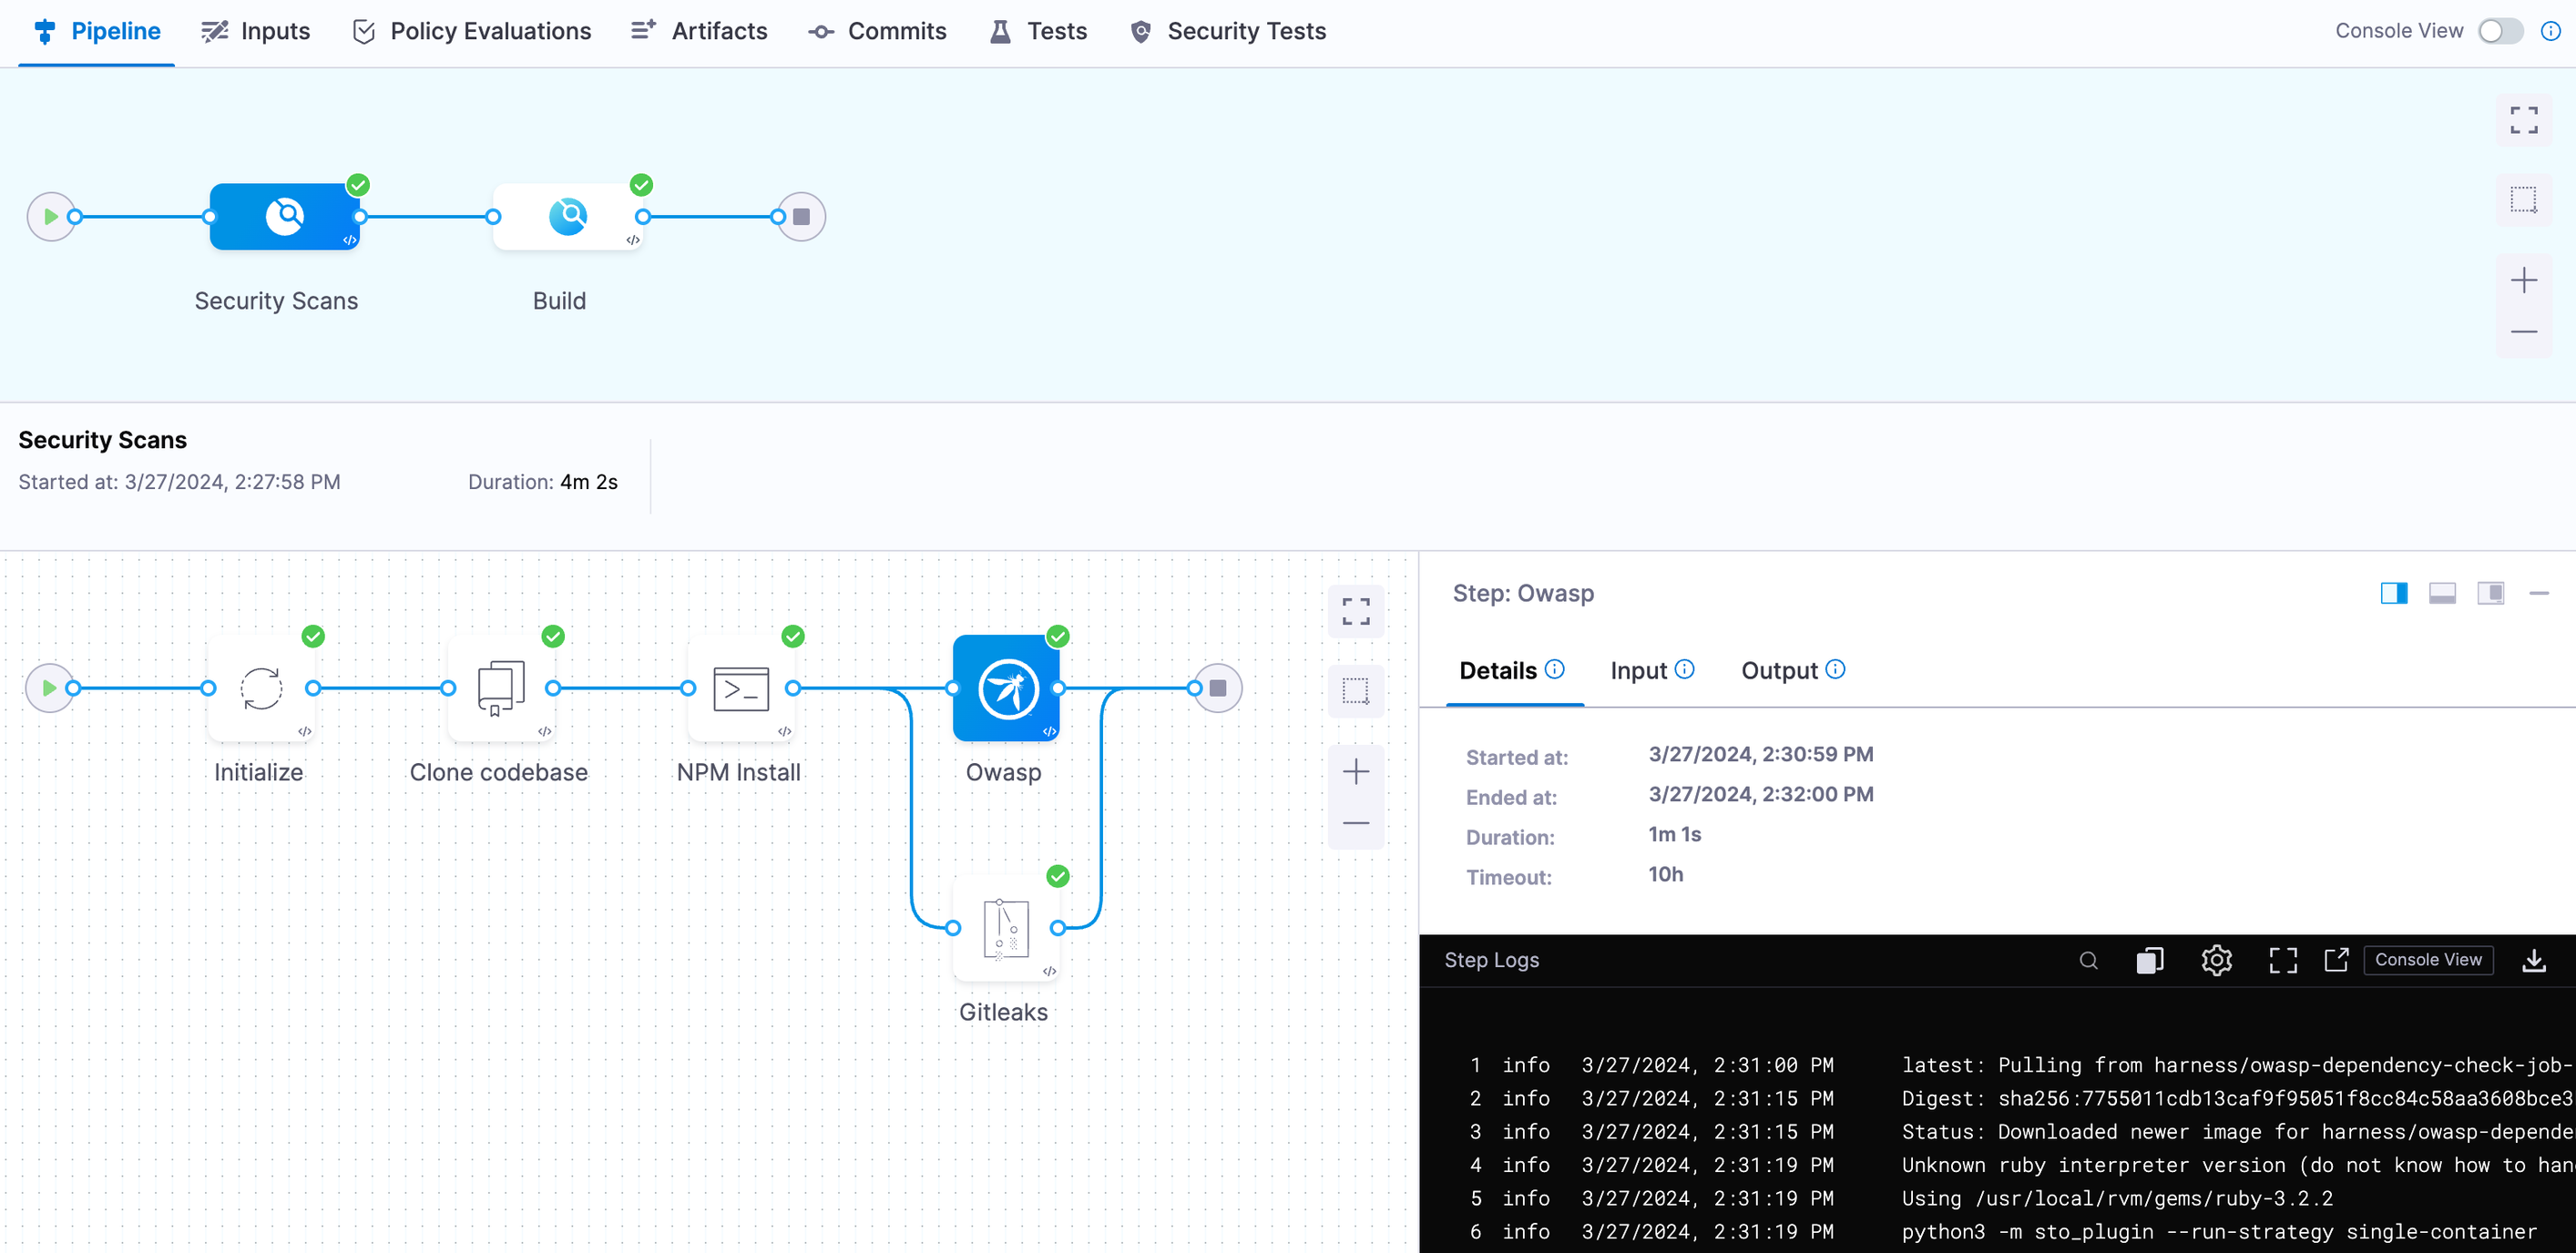 Pipeline Inputs Policy Evaluations Artifacts Commits Tests Security Tests Console View
Security Scans Build
Security Scans
Started at: 3/27/2024, 2:27:58 PM Duration: 4m 2s
Initialize Clone codebase NPM Install Owasp
Gitleaks
Step: Owasp
Details Input Output
Started at: 3/27/2024, 2:30:59 PM
Ended at: 3/27/2024, 2:32:00 PM
Duration: 1m 1s
Timeout: 10h
Step Logs Console View
1 info 3/27/2024, 2:31:00 PM latest: Pulling from harness/owasp-dependency-check-job-
2 info 3/27/2024, 2:31:15 PM Digest: sha256:7755011cdb13caf9f95051f8cc84c58aa3608bce3
3 info 3/27/2024, 2:31:15 PM Status: Downloaded newer image for harness/owasp-depende
4 info 3/27/2024, 2:31:19 PM Unknown ruby interpreter version (do not know how to han
5 info 3/27/2024, 2:31:19 PM Using /usr/local/rvm/gems/ruby-3.2.2
6 info 3/27/2024, 2:31:19 PM python3 -m sto_plugin --run-strategy single-container